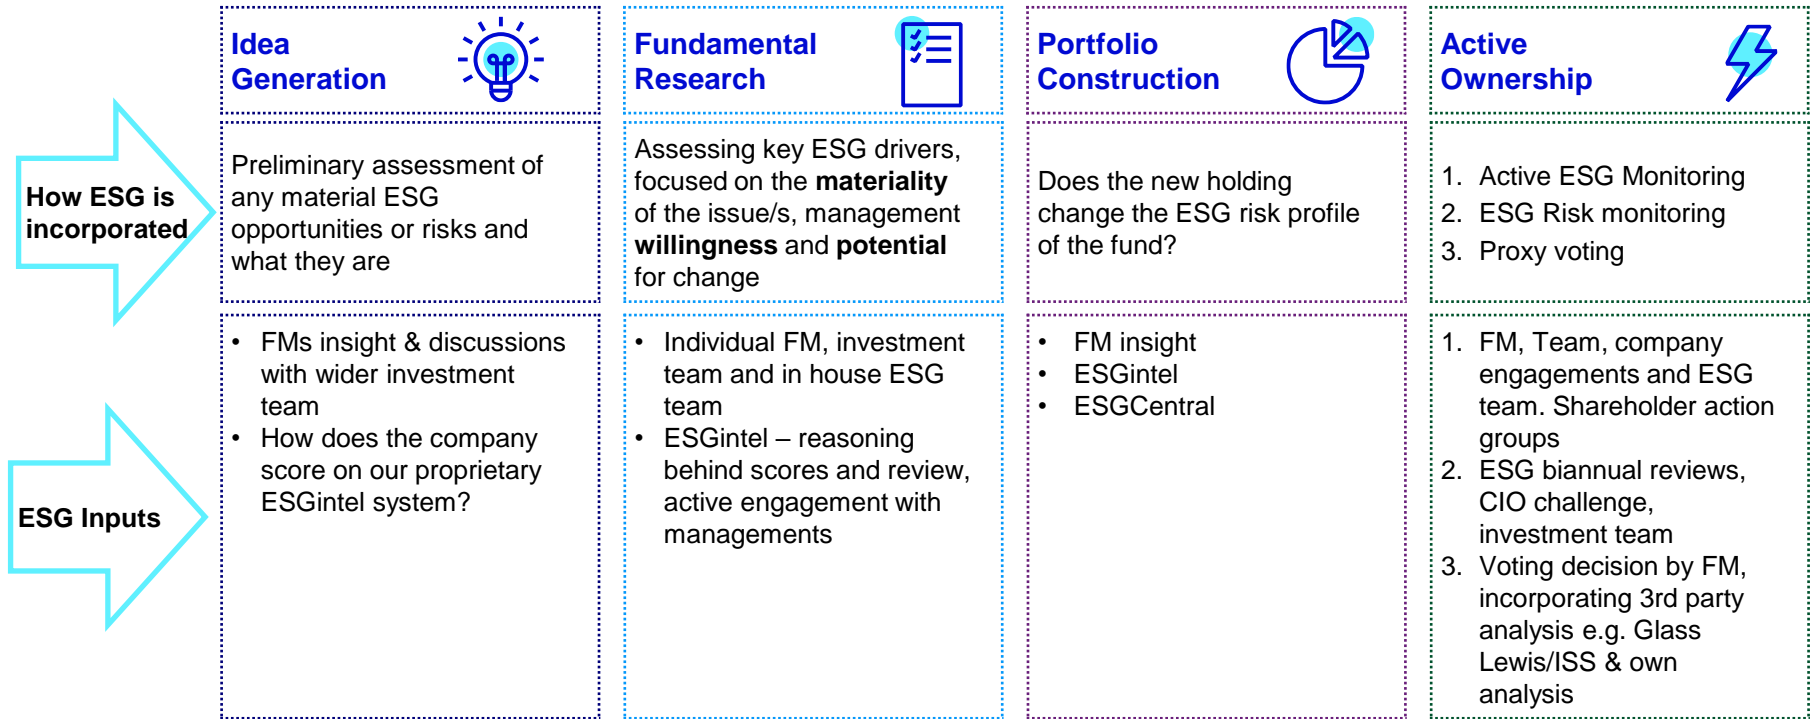 Idea
Generation
Fundamental
Research
Portfolio
Construction
Active
Ownership
How ESG is
incorporated
Preliminary assessment of
any material ESG
opportunities or risks and
what they are
Assessing key ESG drivers,
focused on the materiality
of the issue/s, management
willingness and potential
for change
Does the new holding
change the ESG risk profile
of the fund?
1. Active ESG Monitoring
2. ESG Risk monitoring
3. Proxy voting
ESG Inputs
• FMs insight & discussions
with wider investment
team
• How does the company
score on our proprietary
ESGintel system?
• Individual FM, investment
team and in house ESG
team
• ESGintel – reasoning
behind scores and review,
active engagement with
managements
• FM insight
• ESGintel
• ESGCentral
1. FM, Team, company
engagements and ESG
team. Shareholder action
groups
2. ESG biannual reviews,
CIO challenge,
investment team
3. Voting decision by FM,
incorporating 3rd party
analysis e.g. Glass
Lewis/ISS & own
analysis